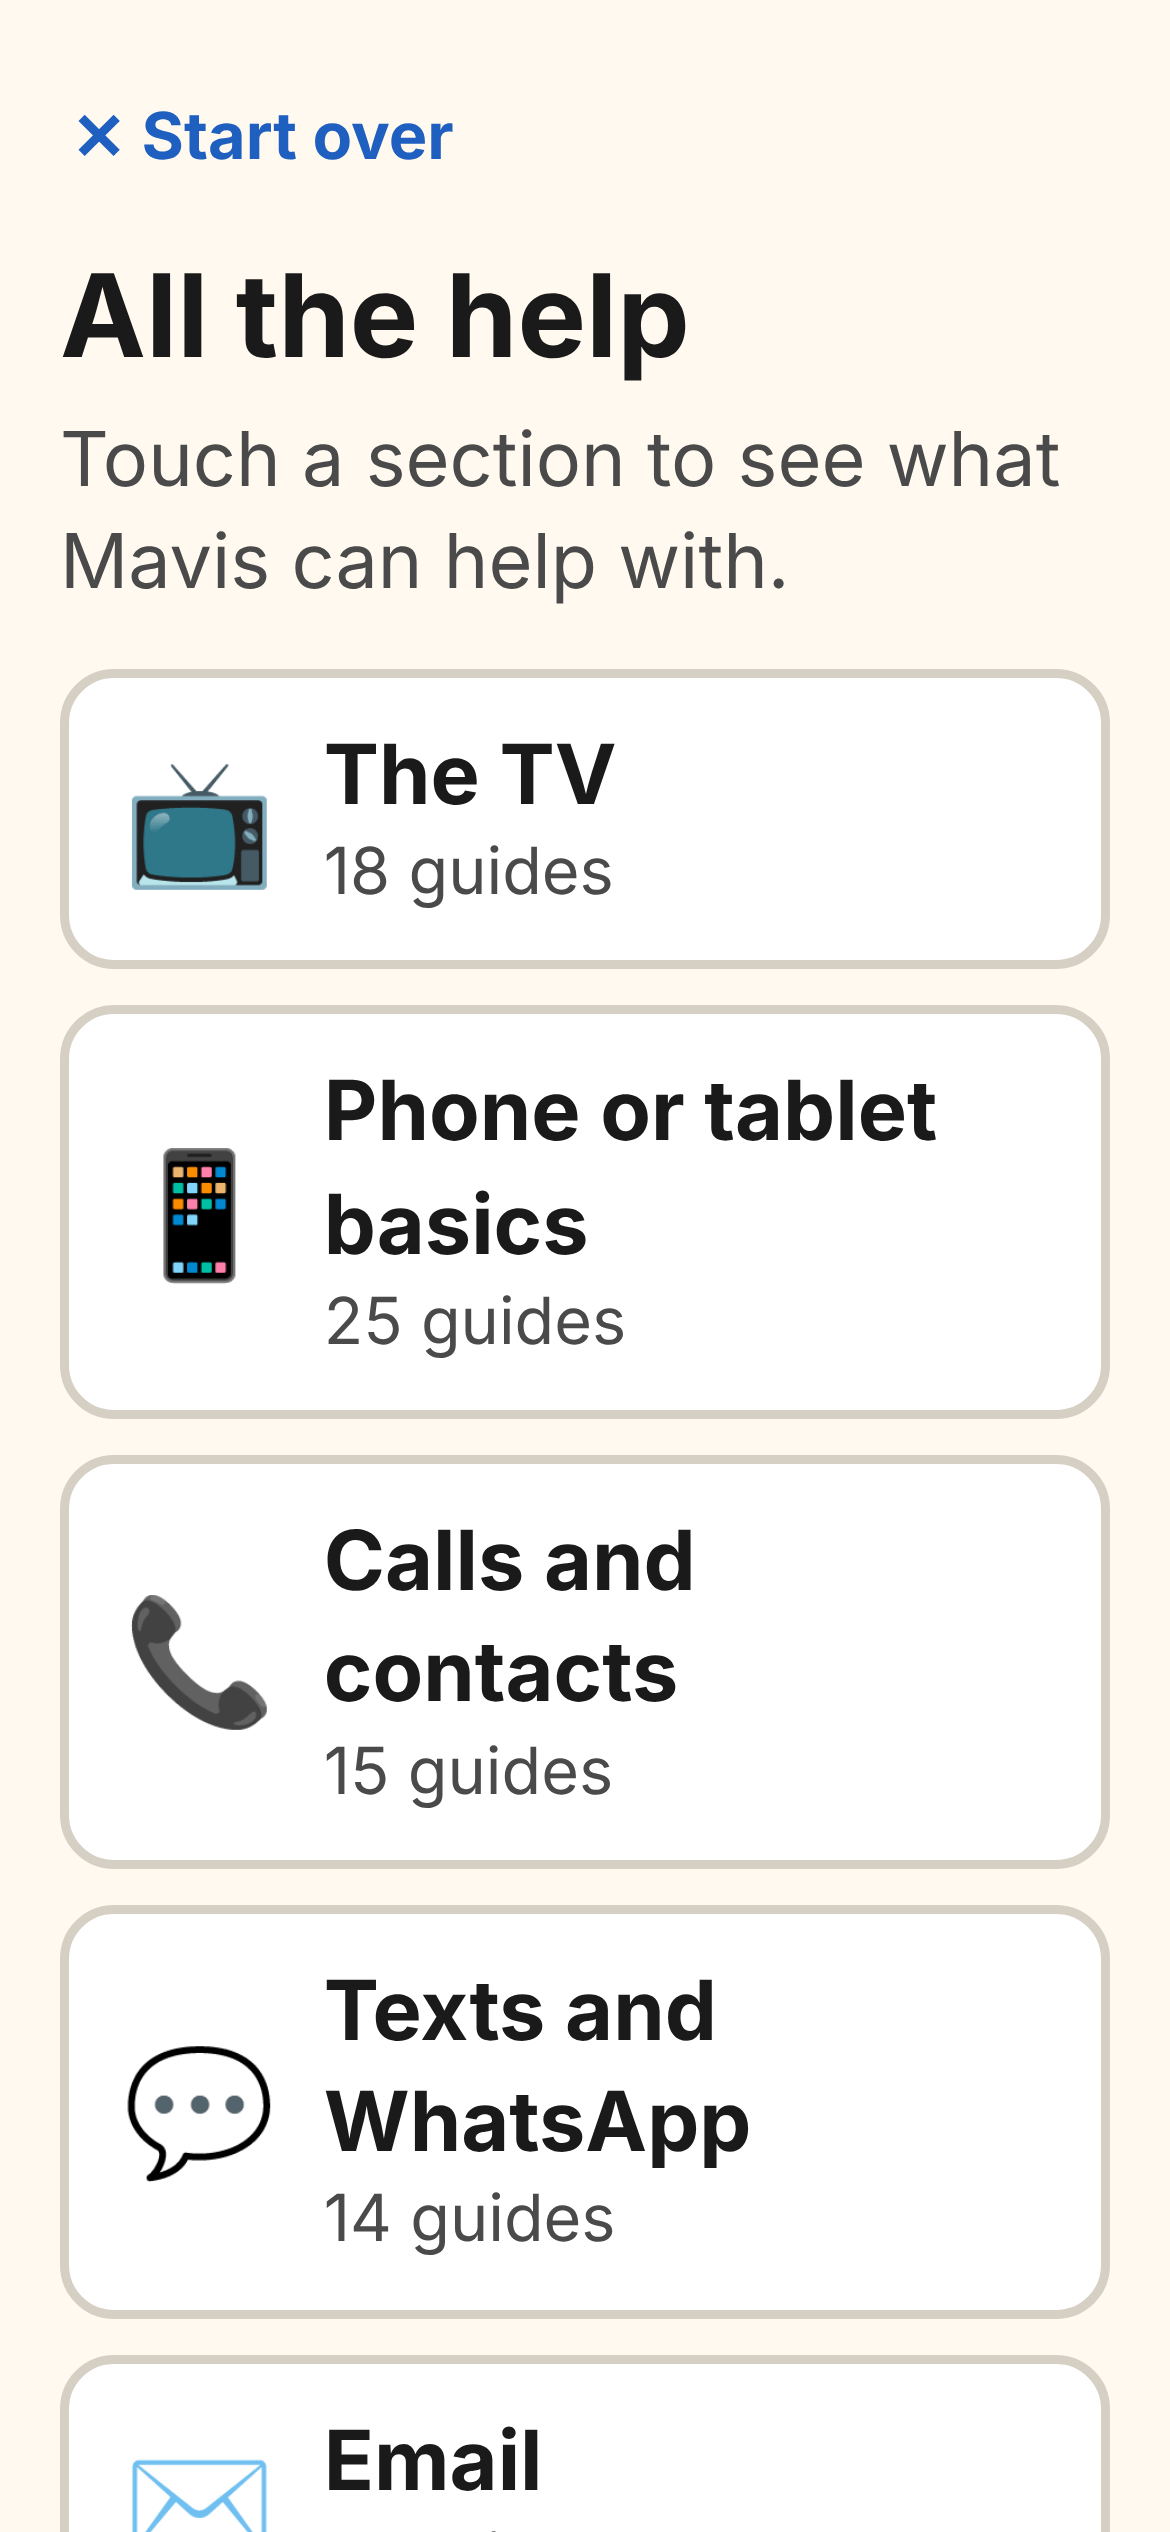 ✕ Start over
All the help
Touch a section to see what
Mavis can help with.
The TV
18 guides
Phone or tablet
basics
25 guides
Calls and
contacts
15 guides
Texts and
WhatsApp
14 guides
Email